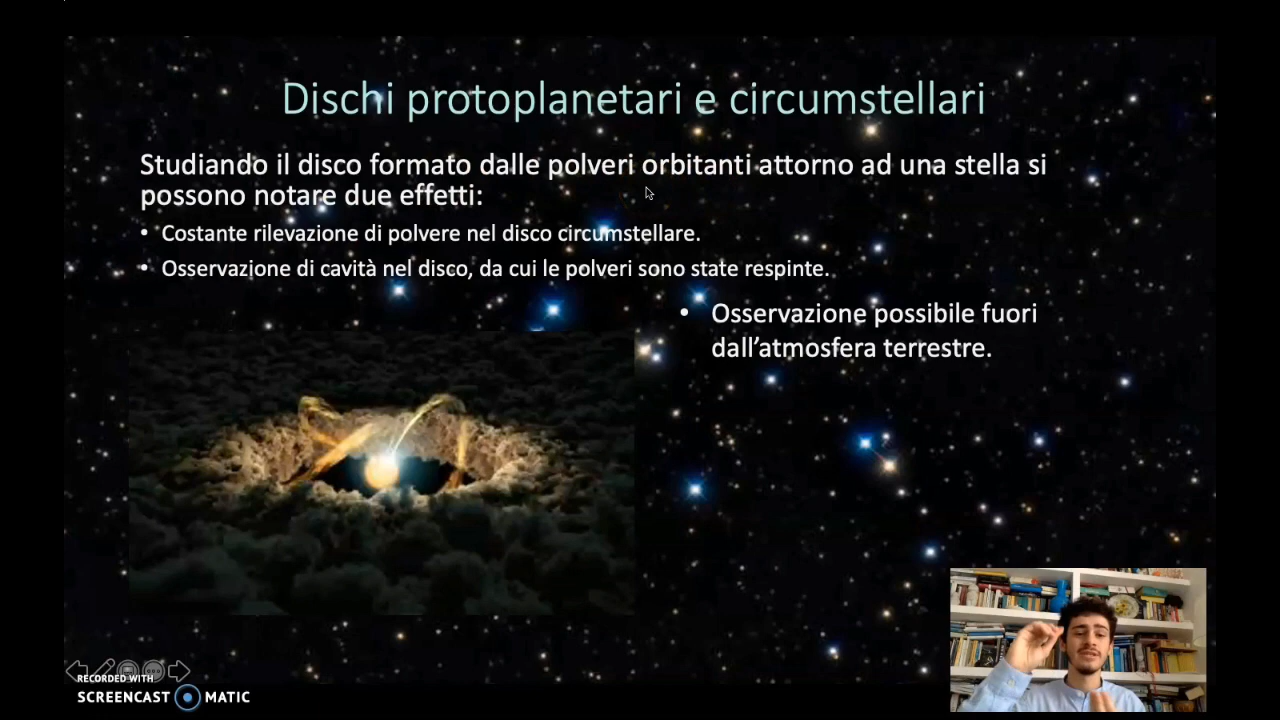 Dischi protoplanetari e circumstellari
Studiando il disco formato dalle polveri orbitanti attorno ad una stella si
possono notare due effetti:
• Costante rilevazione di polvere nel disco circumstellare.
• Osservazione di cavità nel disco, da cui le polveri sono state respinte.
• Osservazione possibile fuori
dall’atmosfera terrestre.
RECORDED WITH
SCREENCAST MATIC